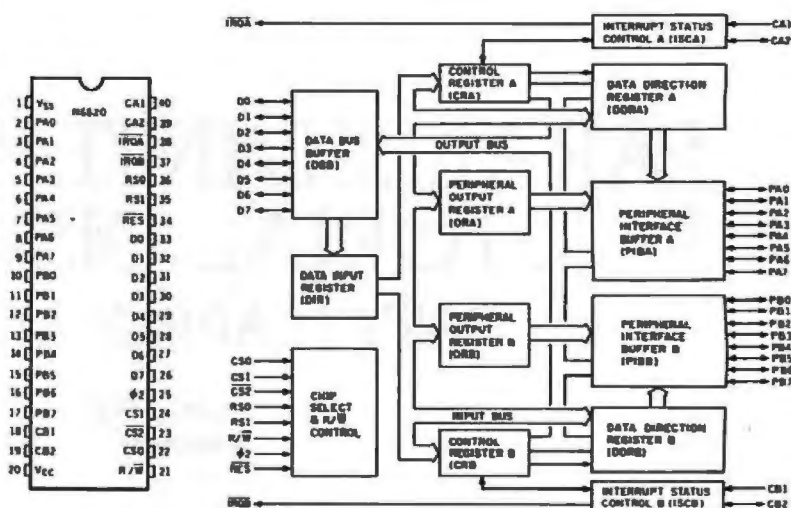 R6520
1 VSS CA1 40
2 PA0 CA2 39
3 PA1 IRQA 38
4 PA2 IRQB 37
5 PA3 RS0 36
6 PA4 RS1 35
7 PA5 RES 34
8 PA6 D0 33
9 PA7 D1 32
10 PB0 D2 31
11 PB1 D3 30
12 PB2 D4 29
13 PB3 D5 28
14 PB4 D6 27
15 PB5 D7 26
16 PB6 ϕ2 25
17 PB7 CS1 24
18 CB1 CS2 23
19 CB2 CS0 22
20 VCC R/W 21
IRQA
INTERRUPT STATUS
CONTROL A (ISCA)
CA1
CA2
CONTROL
REGISTER A
(CRA)
DATA DIRECTION
REGISTER A
(DDRA)
D0
D1
D2
D3
D4
D5
D6
D7
DATA BUS
BUFFER
(DBB)
OUTPUT BUS
PERIPHERAL
OUTPUT
REGISTER A
(ORA)
PERIPHERAL
INTERFACE
BUFFER A
(PIBA)
PA0
PA1
PA2
PA3
PA4
PA5
PA6
PA7
DATA INPUT
REGISTER
(DIR)
PERIPHERAL
OUTPUT
REGISTER B
(ORB)
PERIPHERAL
INTERFACE
BUFFER B
(PIBB)
PB0
PB1
PB2
PB3
PB4
PB5
PB6
PB7
CS0
CS1
CS2
RS0
RS1
R/W
ϕ2
RES
CHIP
SELECT
& R/W
CONTROL
INPUT BUS
CONTROL
REGISTER B
(CRB
DATA DIRECTION
REGISTER B
(DDRB)
IRQB
INTERRUPT STATUS
CONTROL B (ISCB)
CB1
CB2